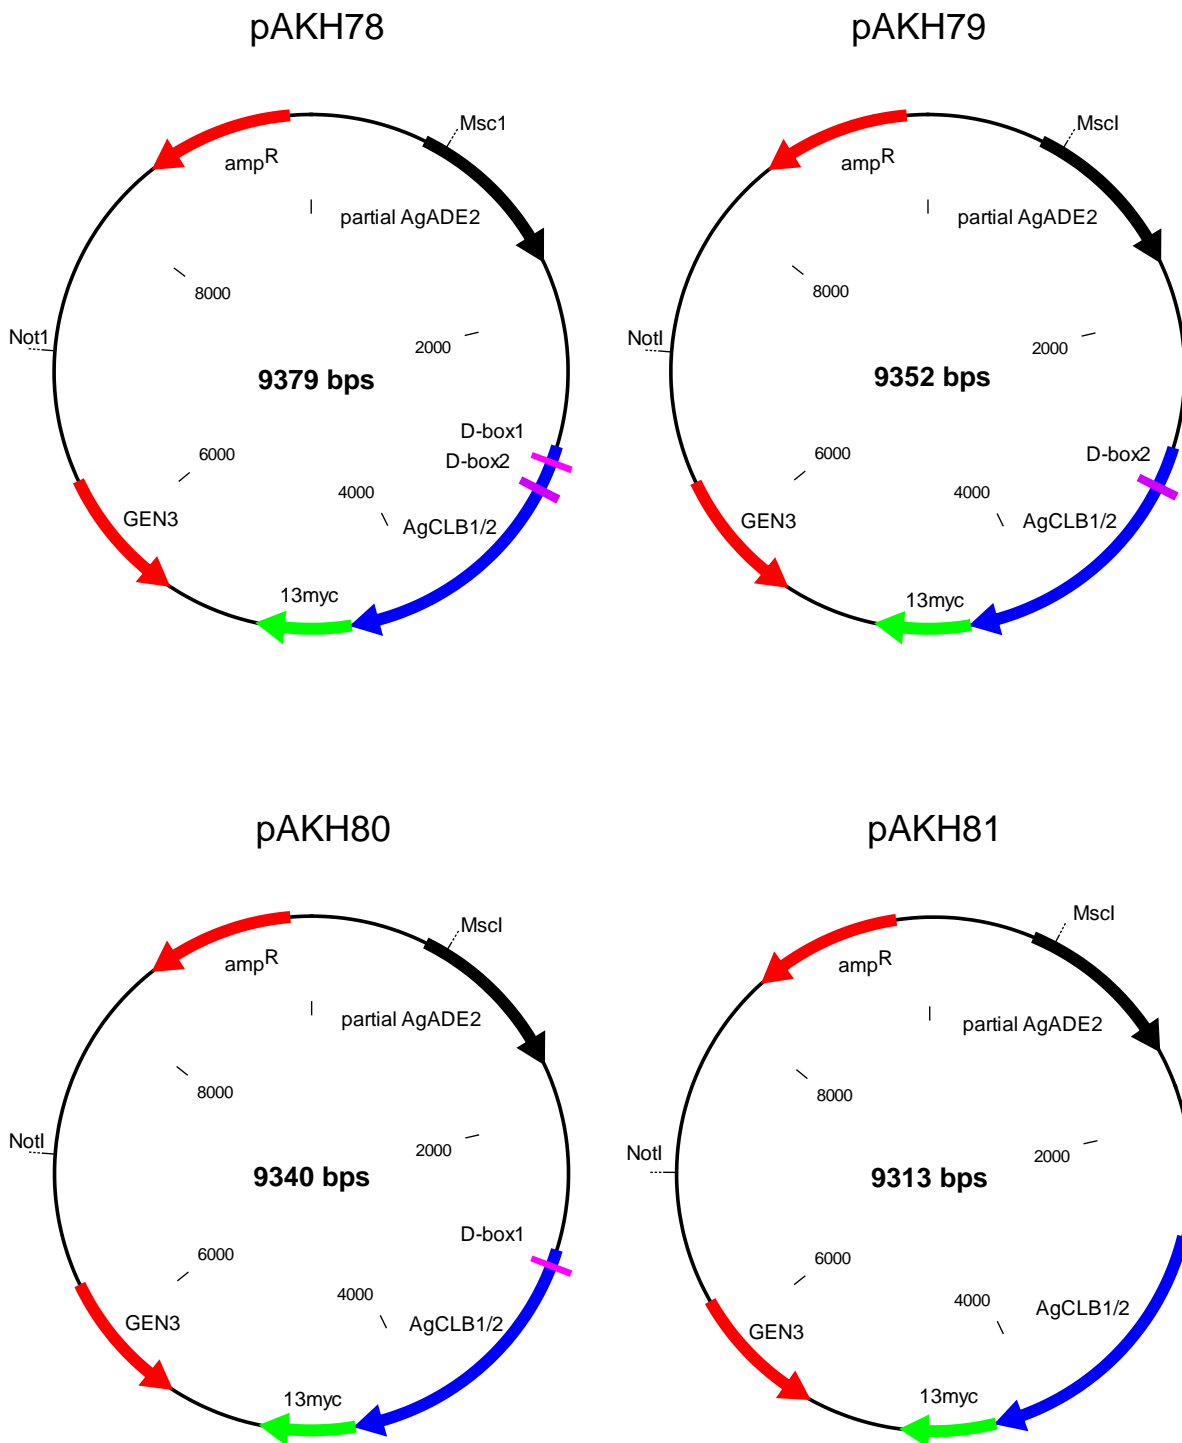 pAKH78
Msc1
ampR
partial AgADE2
8000
Not1
2000
9379 bps
D-box1
D-box2
6000
4000
GEN3
AgCLB1/2
13myc
pAKH79
MscI
ampR
partial AgADE2
8000
NotI
2000
9352 bps
D-box2
6000
4000
GEN3
AgCLB1/2
13myc
pAKH80
MscI
ampR
partial AgADE2
8000
NotI
2000
9340 bps
D-box1
6000
4000
GEN3
AgCLB1/2
13myc
pAKH81
MscI
ampR
partial AgADE2
8000
NotI
2000
9313 bps
6000
4000
AgCLB1/2
GEN3
13myc